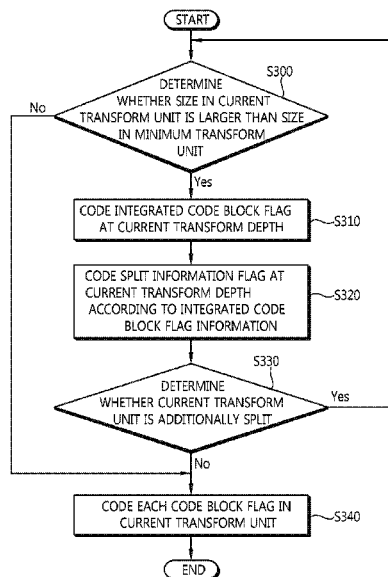 START
S300
DETERMINE
WHETHER SIZE IN CURRENT
TRANSFORM UNIT IS LARGER THAN SIZE
IN MINIMUM TRANSFORM
UNIT
No
Yes
CODE INTEGRATED CODE BLOCK FLAG
AT CURRENT TRANSFORM DEPTH
S310
CODE SPLIT INFORMATION FLAG AT
CURRENT TRANSFORM DEPTH
ACCORDING TO INTEGRATED CODE
BLOCK FLAG INFORMATION
S320
S330
DETERMINE
WHETHER CURRENT TRANSFORM
UNIT IS ADDITIONALLY SPLIT
Yes
No
CODE EACH CODE BLOCK FLAG IN
CURRENT TRANSFORM UNIT
S340
END